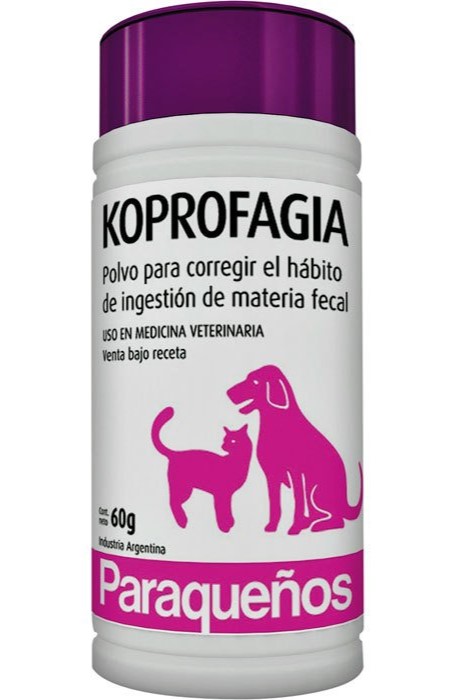 KOPROFAGIA
Polvo para corregir el hábito
de ingestión de materia fecal
USO EN MEDICINA VETERINARIA
Venta bajo receta
Cont.
neto 60g
Industria Argentina
Paraqueños